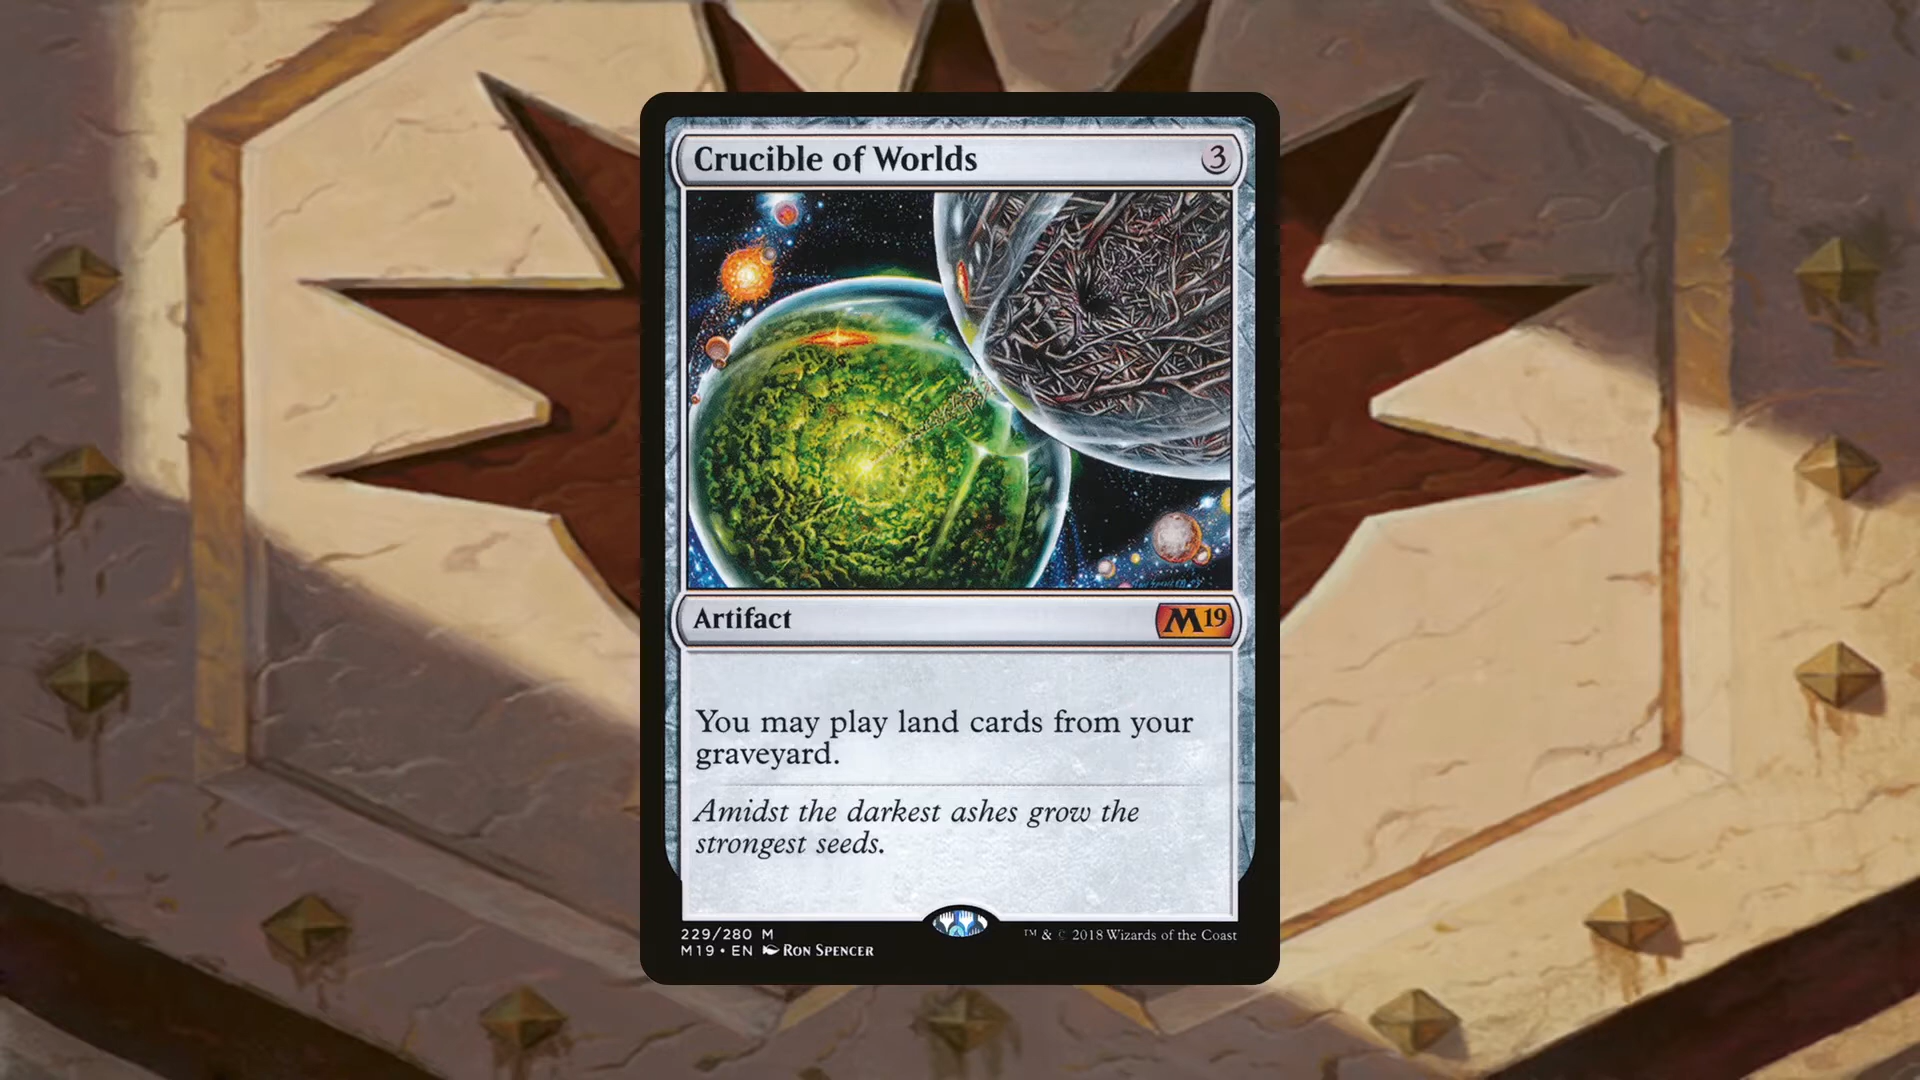 Crucible of Worlds 3
Artifact M19
You may play land cards from your
graveyard.
Amidst the darkest ashes grow the
strongest seeds.
229/280 M
M19 • EN Ron Spencer
™ & © 2018 Wizards of the Coast